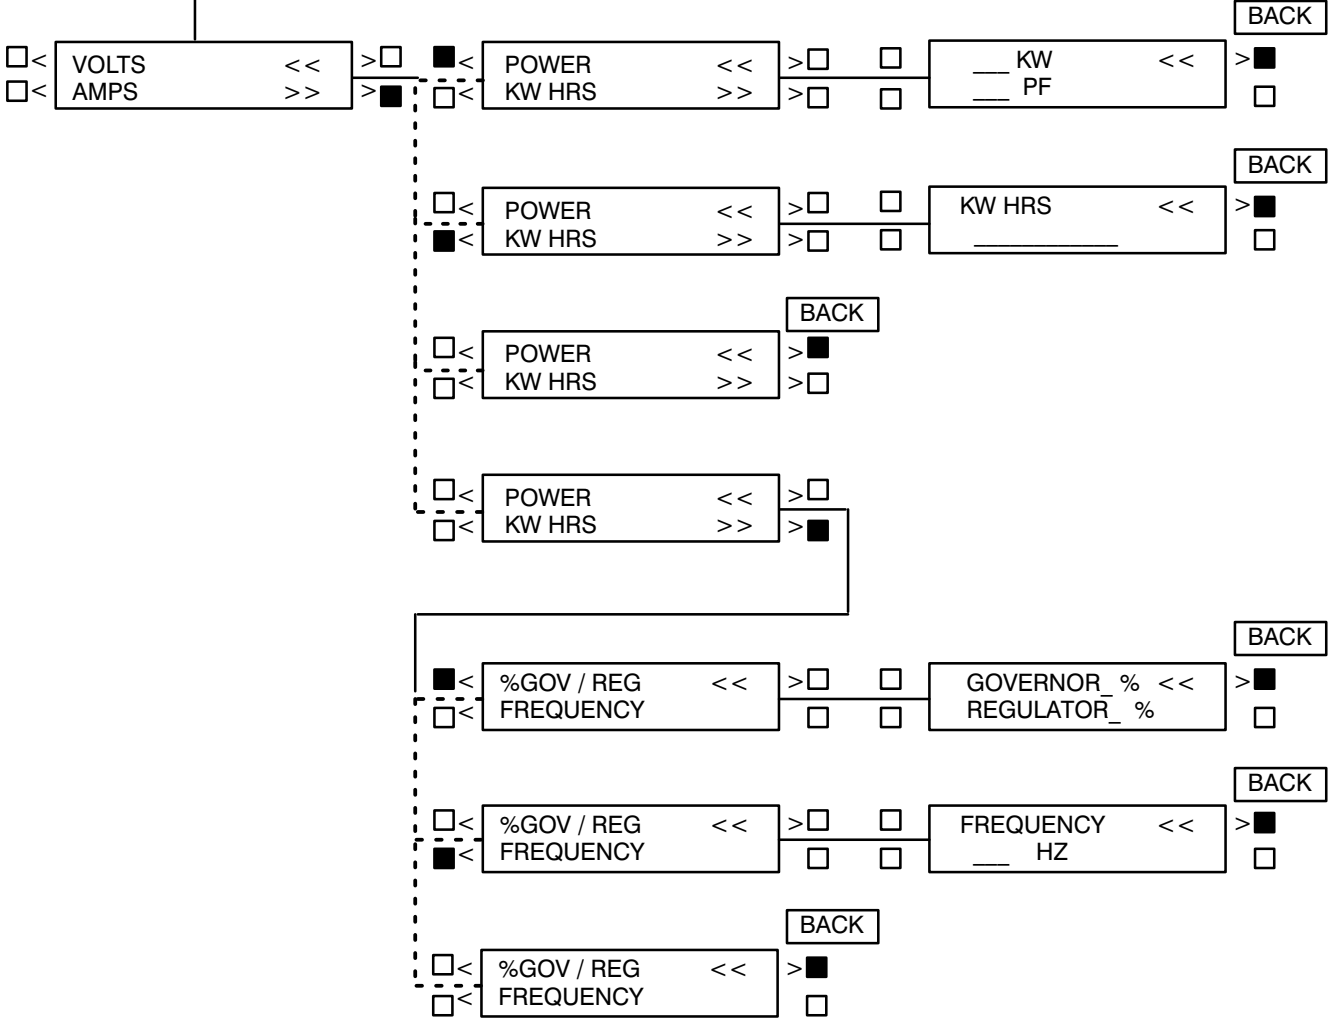 BACK
< VOLTS << >
< AMPS >> >
< POWER << >
< KW HRS >> >
___ KW << >
___ PF
BACK
< POWER << >
< KW HRS >> >
KW HRS << >
____________
BACK
< POWER << >
< KW HRS >> >
< POWER << >
< KW HRS >> >
BACK
< %GOV / REG << >
< FREQUENCY
GOVERNOR_ % << >
REGULATOR_ %
BACK
< %GOV / REG << >
< FREQUENCY
FREQUENCY << >
___ HZ
BACK
< %GOV / REG << >
< FREQUENCY